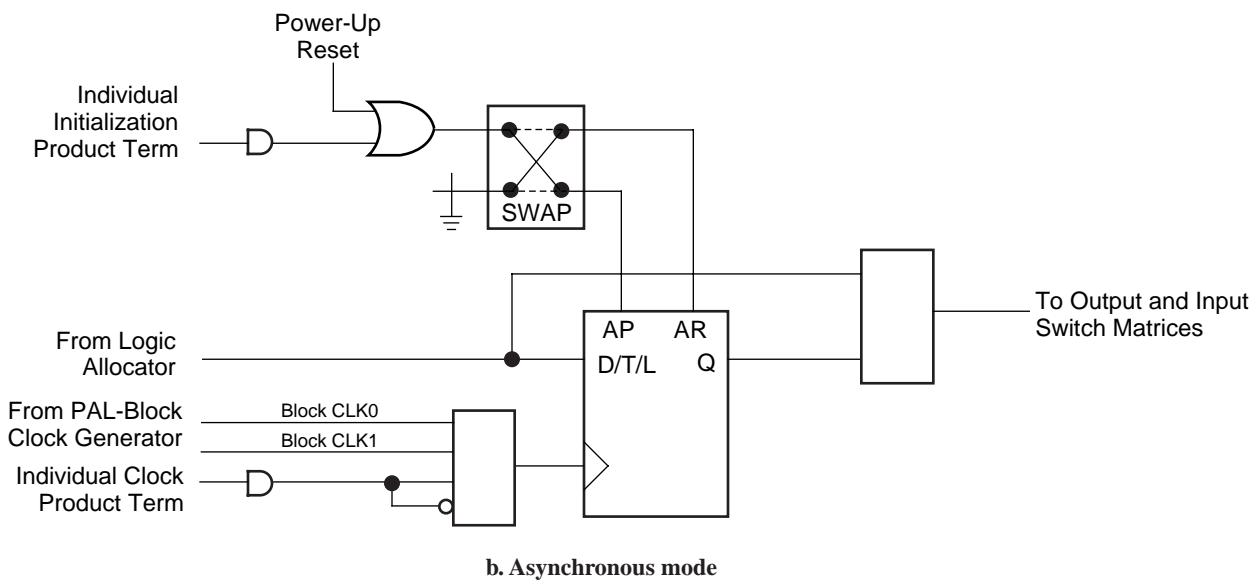 Power-Up
Reset
Individual
Initialization
Product Term
SWAP
To Output and Input
Switch Matrices
AP AR
From Logic
Allocator
D/T/L Q
From PAL-Block
Clock Generator
Block CLK0
Block CLK1
Individual Clock
Product Term
b. Asynchronous mode